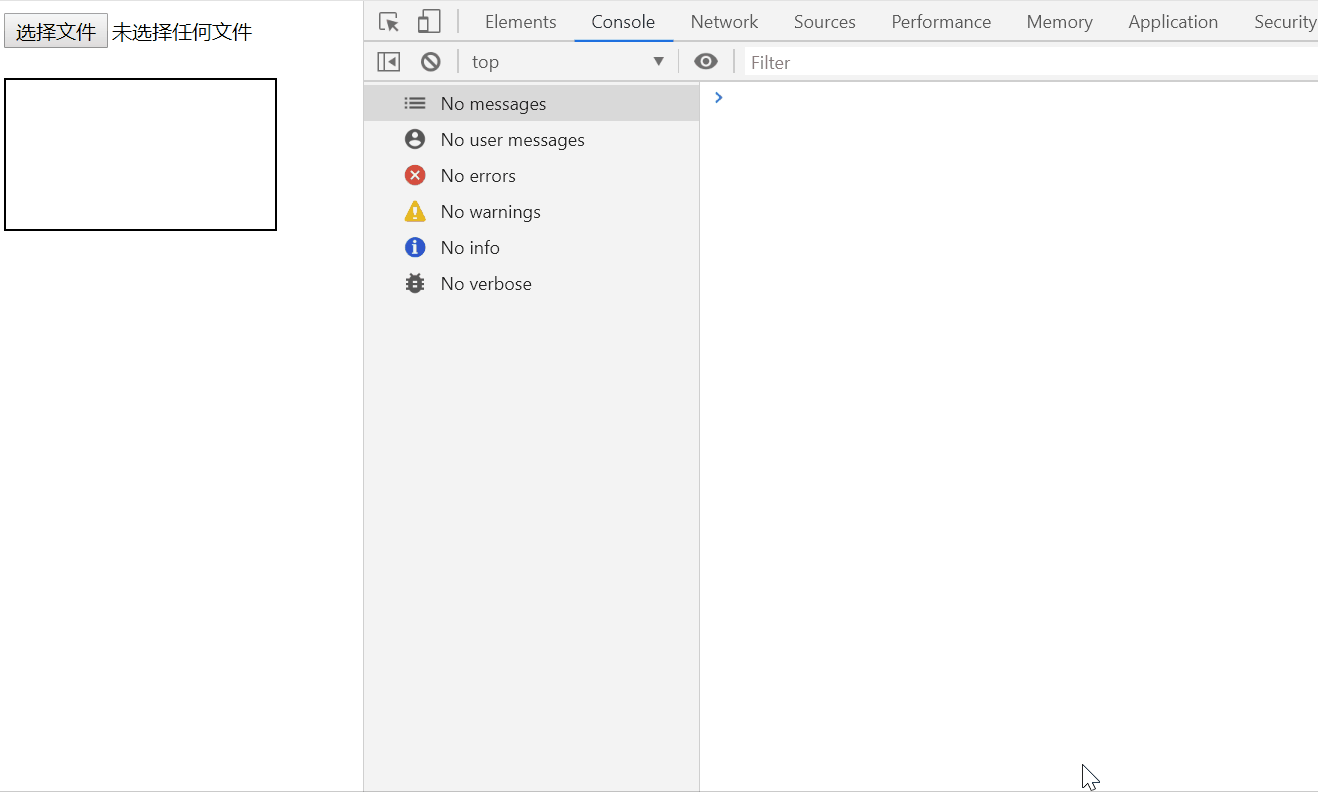 选择文件 未选择任何文件
Elements Console Network Sources Performance Memory Application Security
top Filter
No messages
No user messages
No errors
No warnings
No info
No verbose